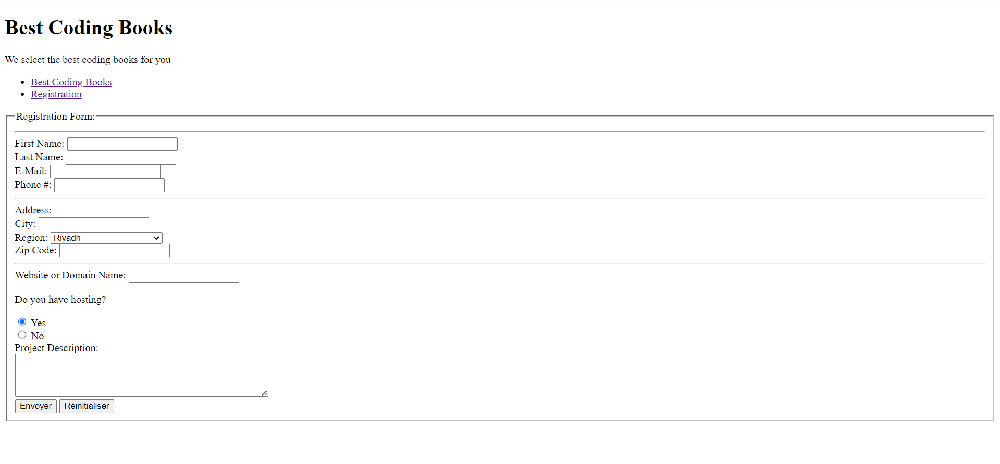 Best Coding Books
We select the best coding books for you
Best Coding Books
Registration
Registration Form:
First Name:
Last Name:
E-Mail:
Phone #:
Address:
City:
Region: Riyadh
Zip Code:
Website or Domain Name:
Do you have hosting?
Yes
No
Project Description:
Envoyer Réinitialiser